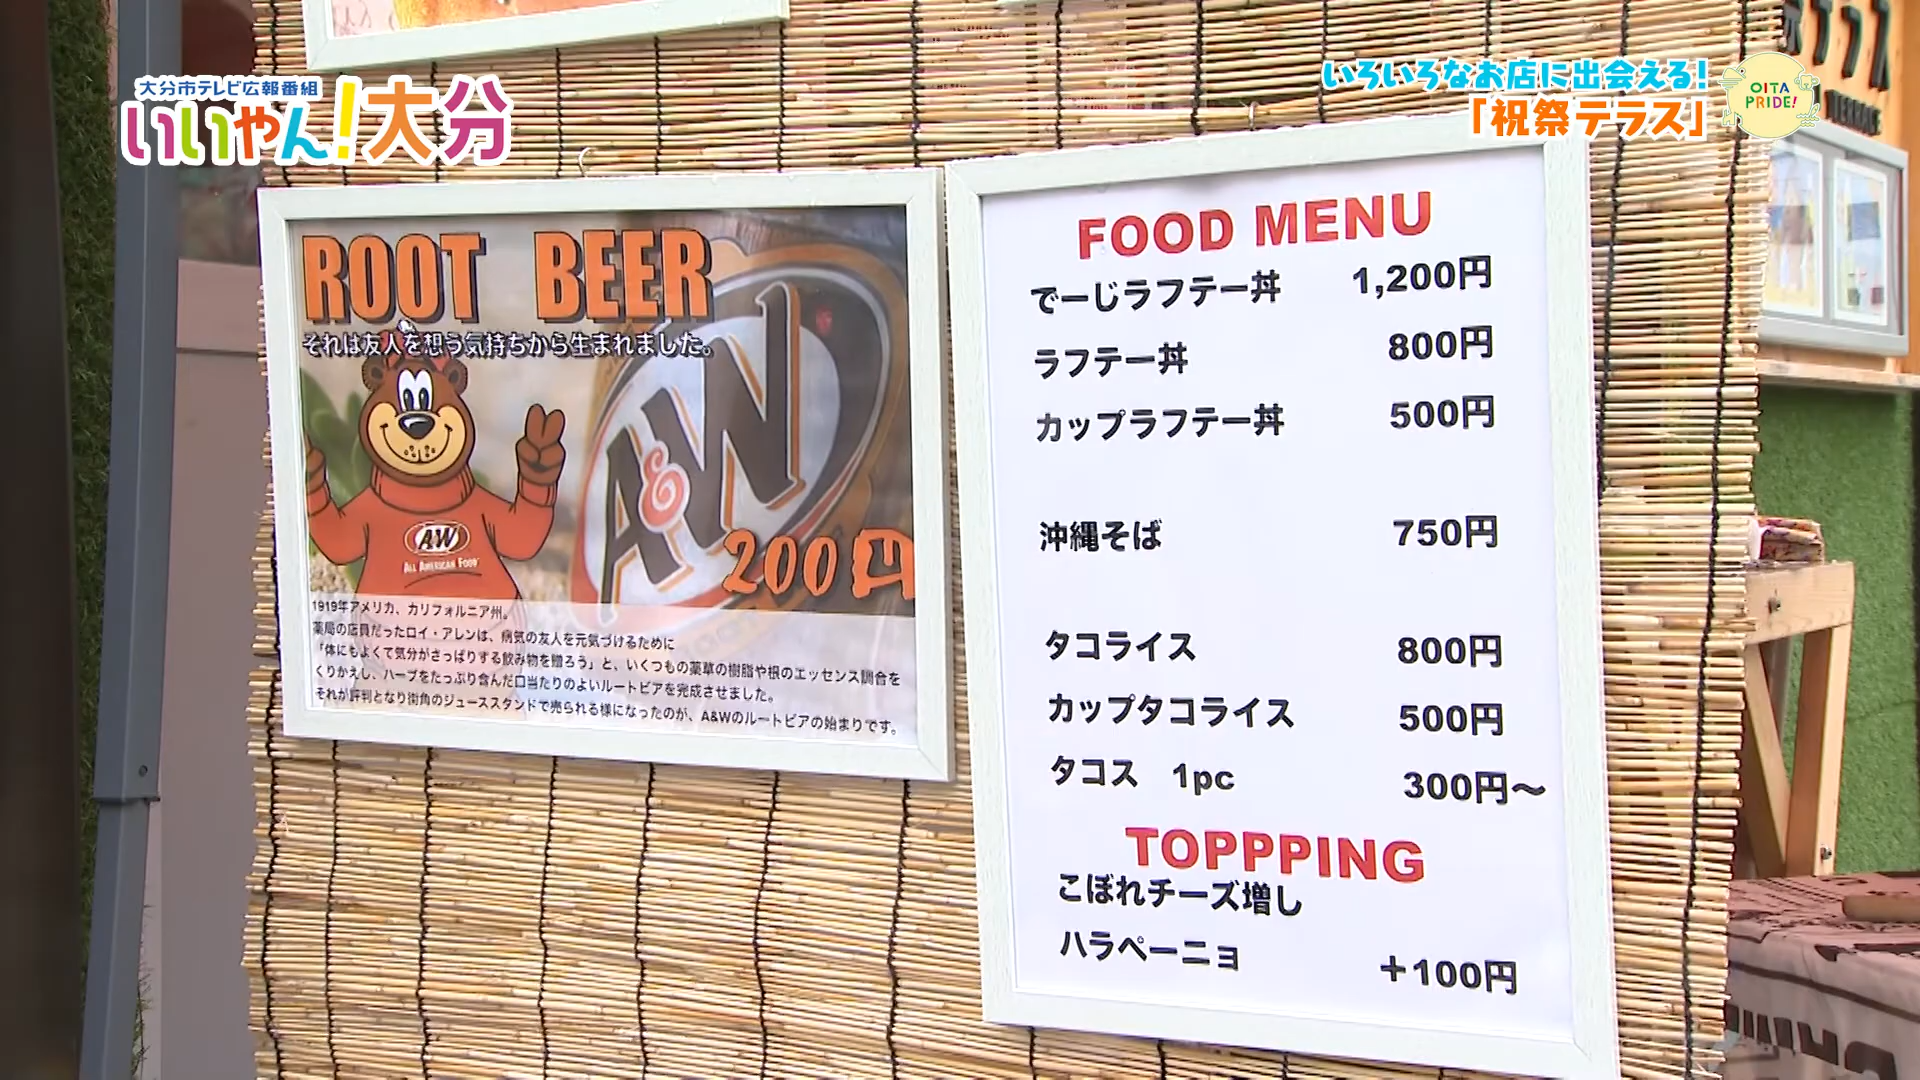 大分市テレビ広報番組
いいやん!大分
いろいろなお店に出会える!
「祝祭テラス」
OITA
PRIDE!
TERRACE
ROOT BEER
それは友人を想う気持ちから生まれました。
A&W
A&W
ALL AMERICAN FOOD
200円
1919年アメリカ、カリフォルニア州。
薬局の店員だったロイ・アレンは、病気の友人を元気づけるために
「体にもよくて気分がさっぱりする飲み物を贈ろう」と、いくつもの薬草の樹脂や根のエッセンス調合を
くりかえし、ハーブをたっぷり含んだ口当たりのよいルートビアを完成させました。
それが評判となり街角のジューススタンドで売られる様になったのが、A&Wのルートビアの始まりです。
FOOD MENU
でーじラフテー丼 1,200円
ラフテー丼 800円
カップラフテー丼 500円
沖縄そば 750円
タコライス 800円
カップタコライス 500円
タコス 1pc 300円〜
TOPPPING
こぼれチーズ増し
ハラペーニョ +100円